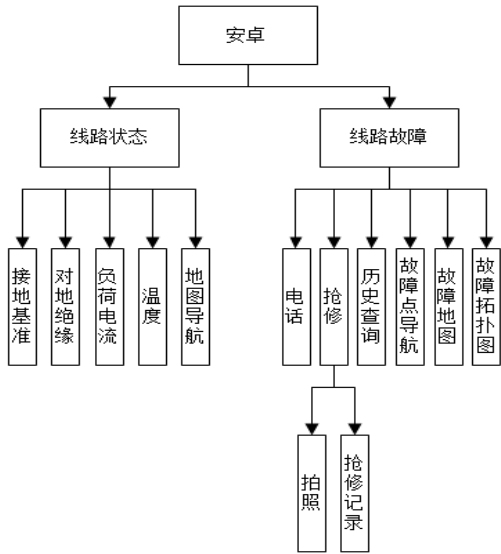 安卓
线路状态
线路故障
接地基准
对地绝缘
负荷电流
温度
地图导航
电话
抢修
历史查询
故障点导航
故障地图
故障拓扑图
拍照
抢修记录